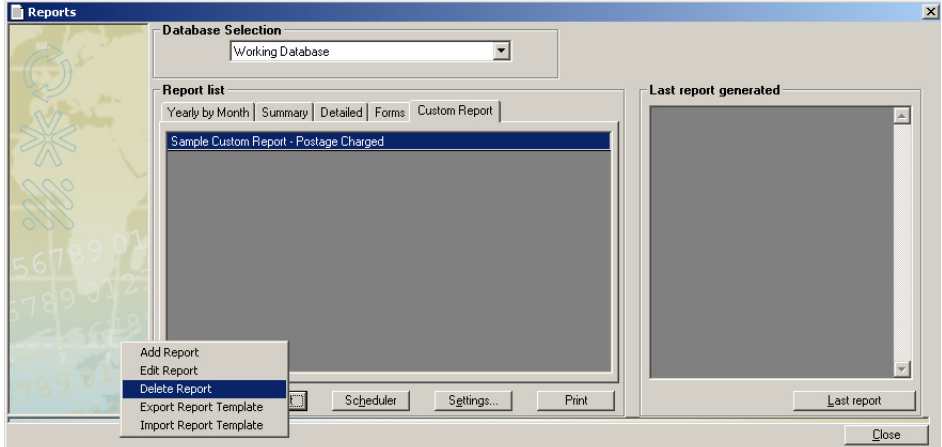 Reports
Database Selection
Working Database
Report list
Last report generated
Yearly by Month Summary Detailed Forms Custom Report
Sample Custom Report - Postage Charged
Add Report
Edit Report
Delete Report
Export Report Template
Import Report Template
Scheduler Settings... Print
Last report
Close